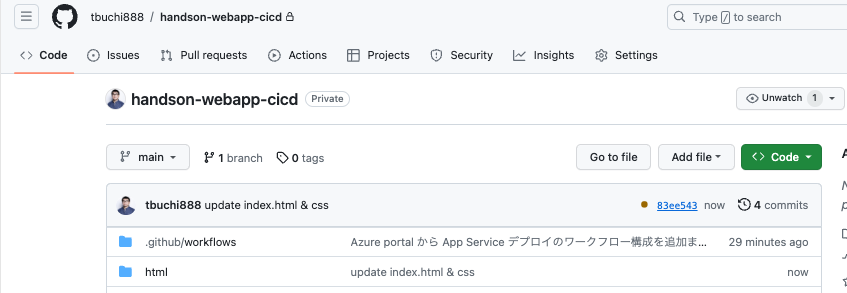 tbuchi888 / handson-webapp-cicd
Type / to search
Code Issues Pull requests Actions Projects Security Insights Settings
handson-webapp-cicd Private
Unwatch 1
main 1 branch 0 tags Go to file Add file Code
tbuchi888 update index.html & css 83ee543 now 4 commits
.github/workflows Azure portal から App Service デプロイのワークフロー構成を追加ま... 29 minutes ago
html update index.html & css now